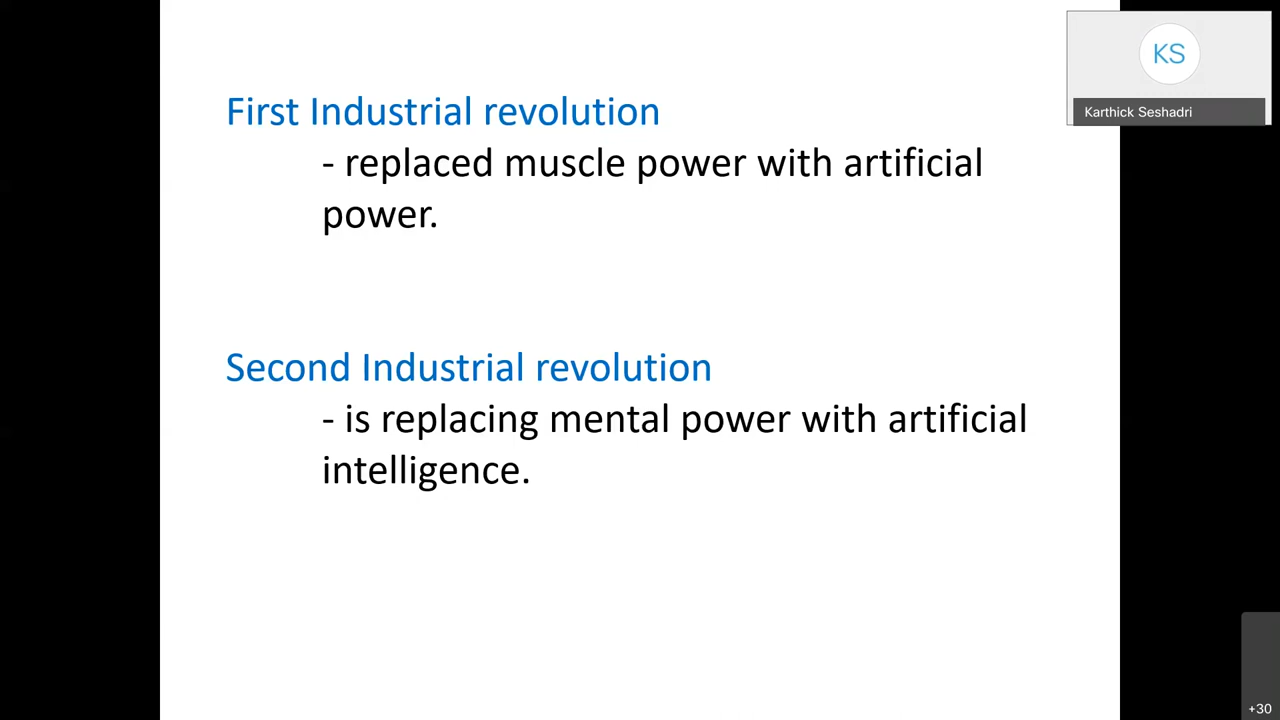 KS
Karthick Seshadri
First Industrial revolution
- replaced muscle power with artificial
power.
Second Industrial revolution
- is replacing mental power with artificial
intelligence.
+30